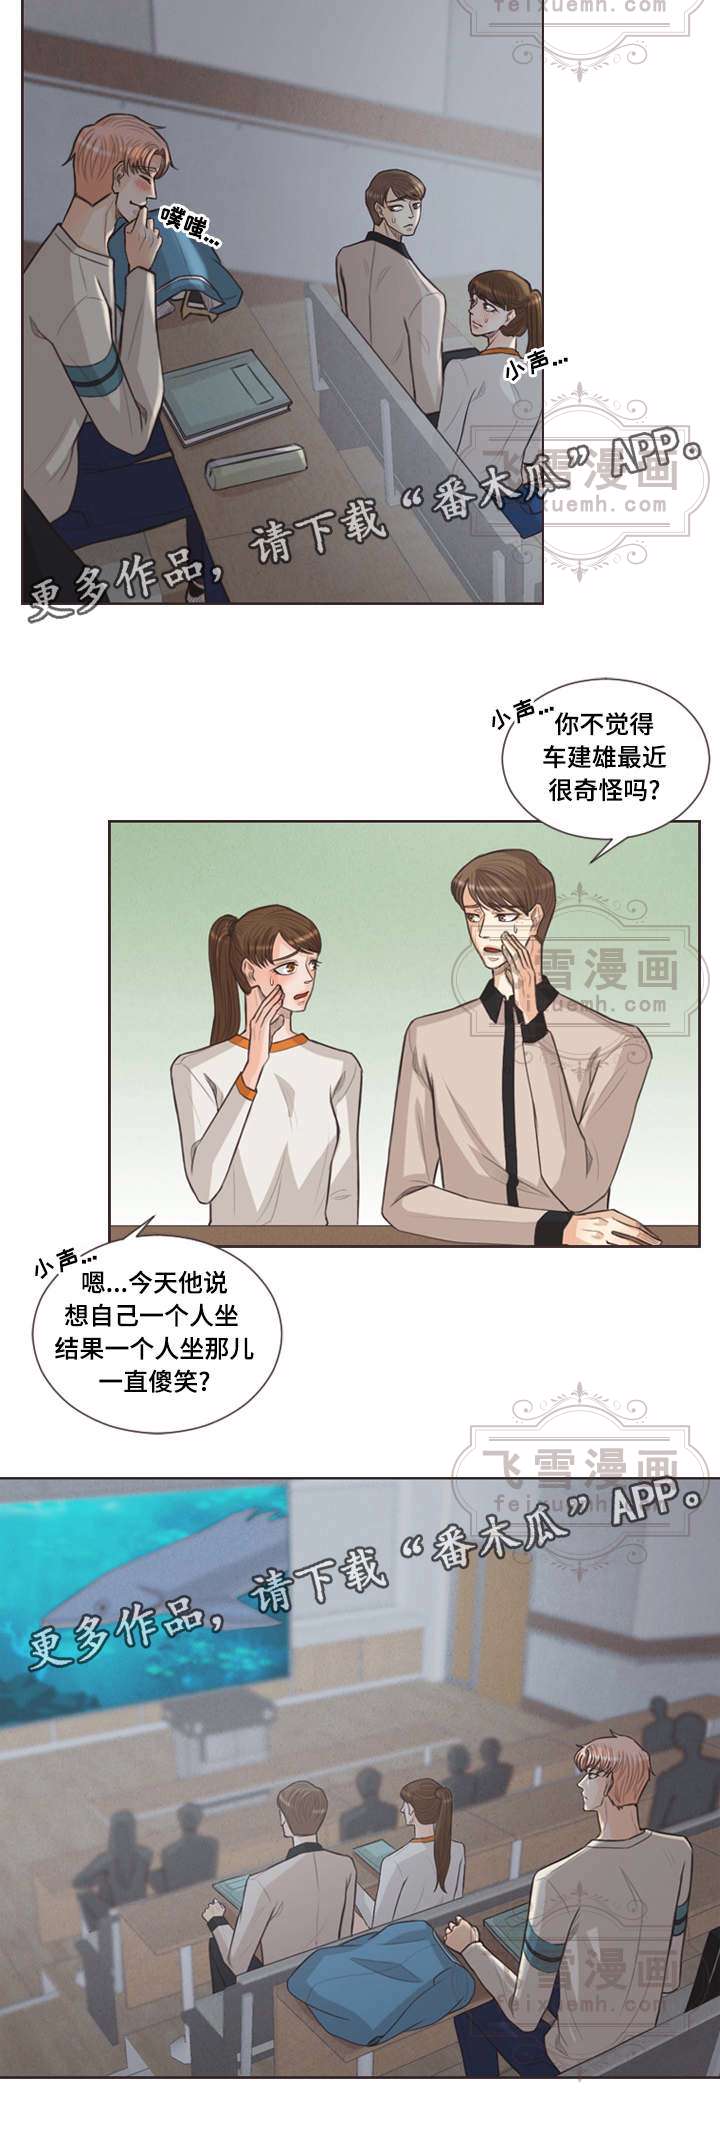 feixuemh.com
噗嗤...
小声...
飞雪漫画
feixuemh.com
更多作品，请下载“番木瓜”APP。
小声...
你不觉得
车建雄最近
很奇怪吗?
飞雪漫画
feixuemh.com
小声...
嗯...今天他说
想自己一个人坐
结果一个人坐那儿
一直傻笑?
飞雪漫画
feixuemh.com
更多作品，请下载“番木瓜”APP。
飞雪漫画
feixuemh.com